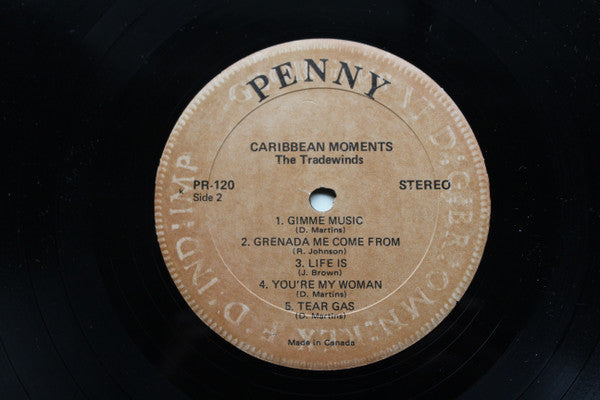 PENNY
CARIBBEAN MOMENTS
The Tradewinds
PR-120 STEREO
Side 2
1. GIMME MUSIC
(D. Martins)
2. GRENADA ME COME FROM
(R. Johnson)
3. LIFE IS
(J. Brown)
4. YOU'RE MY WOMAN
(D. Martins)
5. TEAR GAS
(D. Martins)
Made in Canada